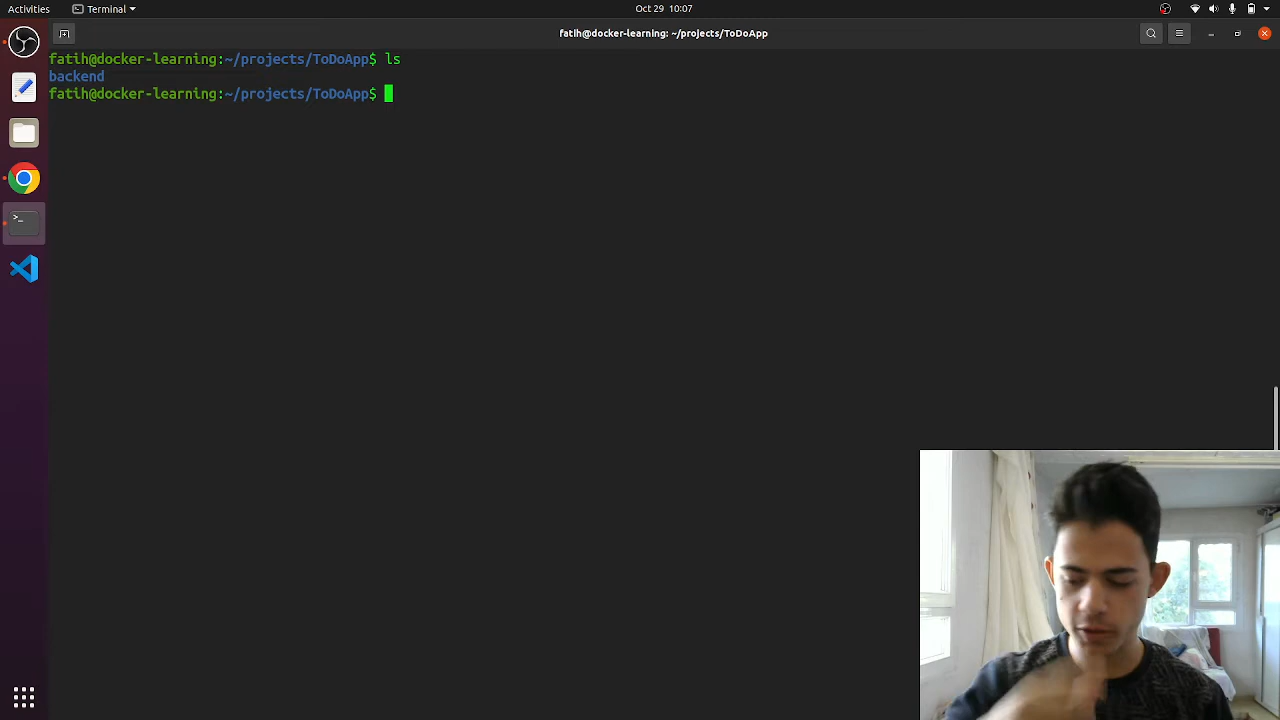 Activities
Terminal
Oct 29 10:07
fatih@docker-learning: ~/projects/ToDoApp
fatih@docker-learning:~/projects/ToDoApp$ ls
backend
fatih@docker-learning:~/projects/ToDoApp$